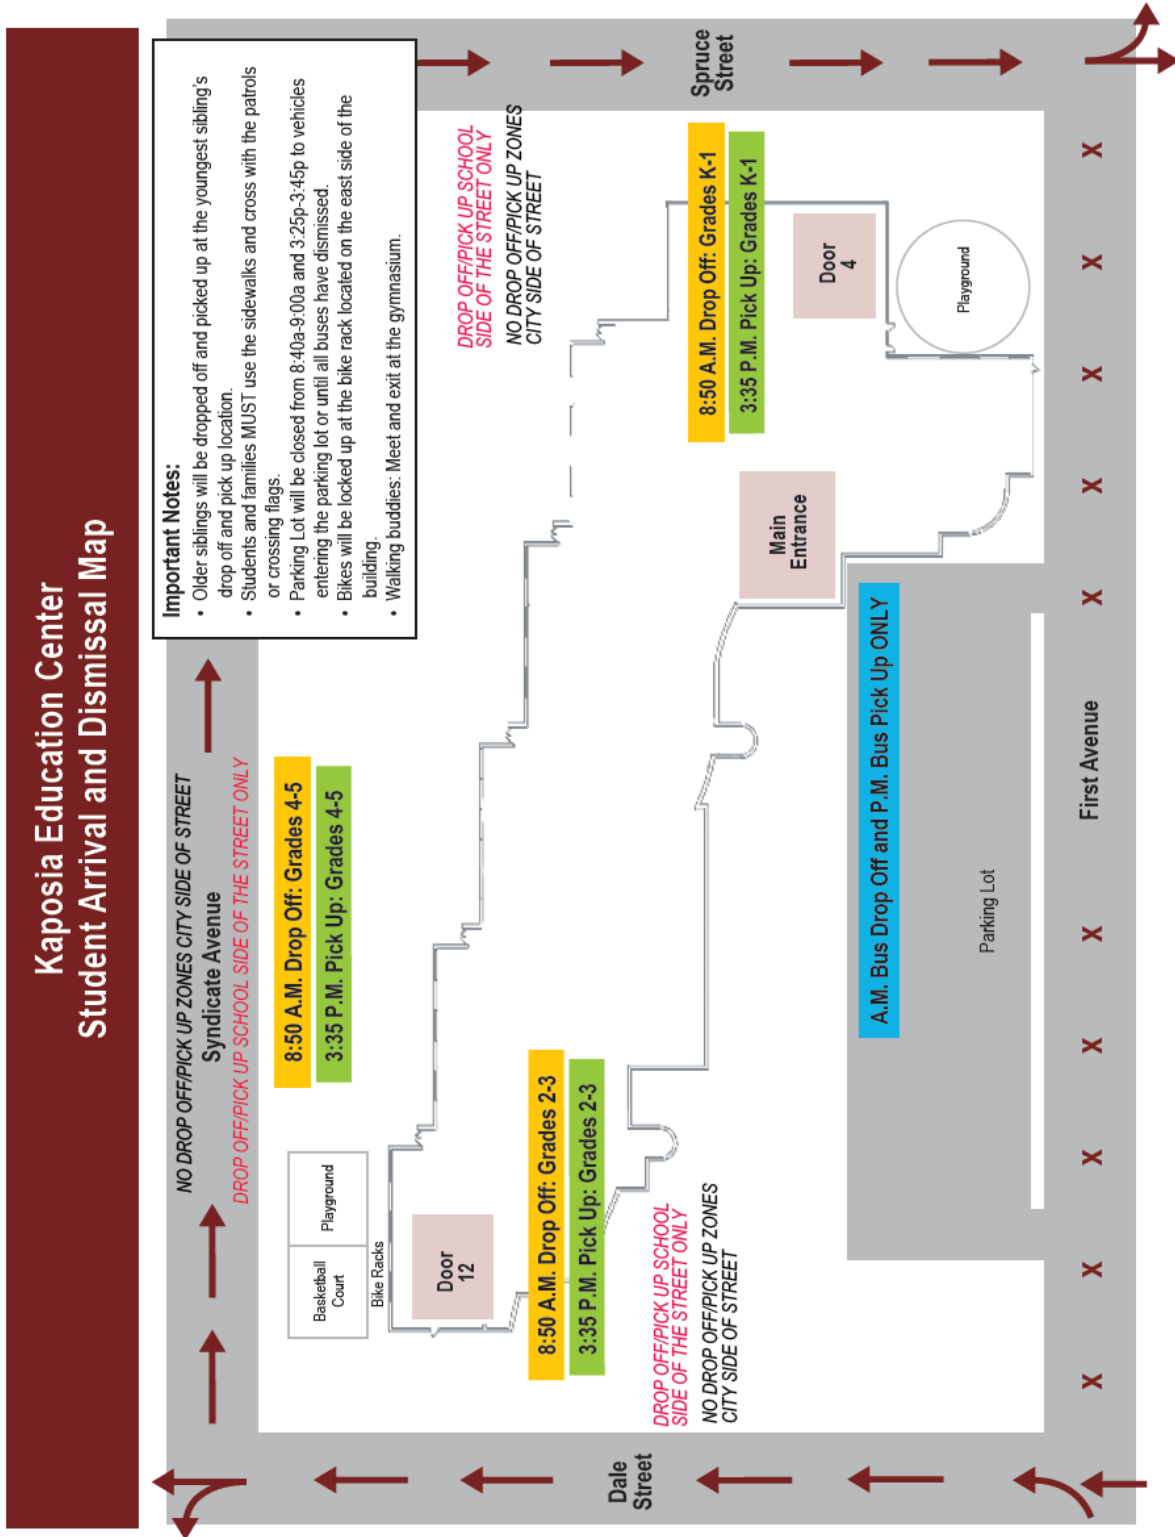 Kaposia Education Center
Student Arrival and Dismissal Map
NO DROP OFF/PICK UP ZONES CITY SIDE OF STREET
Syndicate Avenue
DROP OFF/PICK UP SCHOOL SIDE OF THE STREET ONLY
Important Notes:
• Older siblings will be dropped off and picked up at the youngest sibling's
drop off and pick up location.
• Students and families MUST use the sidewalks and cross with the patrols
or crossing flags.
• Parking Lot will be closed from 8:40a-9:00a and 3:25p-3:45p to vehicles
entering the parking lot or until all buses have dismissed.
• Bikes will be locked up at the bike rack located on the east side of the
building.
• Walking buddies: Meet and exit at the gymnasium.
8:50 A.M. Drop Off: Grades 4-5
3:35 P.M. Pick Up: Grades 4-5
Basketball
Court
Playground
Bike Racks
Door
12
8:50 A.M. Drop Off: Grades 2-3
3:35 P.M. Pick Up: Grades 2-3
DROP OFF/PICK UP SCHOOL
SIDE OF THE STREET ONLY
NO DROP OFF/PICK UP ZONES
CITY SIDE OF STREET
Dale
Street
DROP OFF/PICK UP SCHOOL
SIDE OF THE STREET ONLY
NO DROP OFF/PICK UP ZONES
CITY SIDE OF STREET
Spruce
Street
8:50 A.M. Drop Off: Grades K-1
3:35 P.M. Pick Up: Grades K-1
Main
Entrance
Door
4
Playground
A.M. Bus Drop Off and P.M. Bus Pick Up ONLY
Parking Lot
First Avenue
X X X X X X X X X X